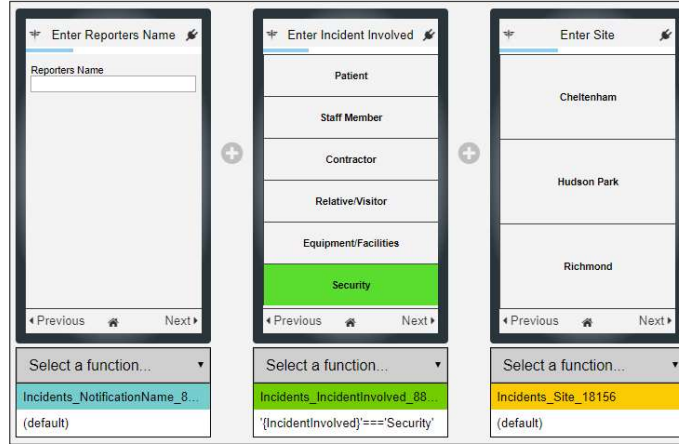 Enter Reporters Name
Reporters Name
Previous
Next
Select a function...
Incidents_NotificationName_8...
(default)
Enter Incident Involved
Patient
Staff Member
Contractor
Relative/Visitor
Equipment/Facilities
Security
Previous
Next
Select a function...
Incidents_IncidentInvolved_88...
'{IncidentInvolved}'==='Security'
Enter Site
Cheltenham
Hudson Park
Richmond
Previous
Next
Select a function...
Incidents_Site_18156
(default)